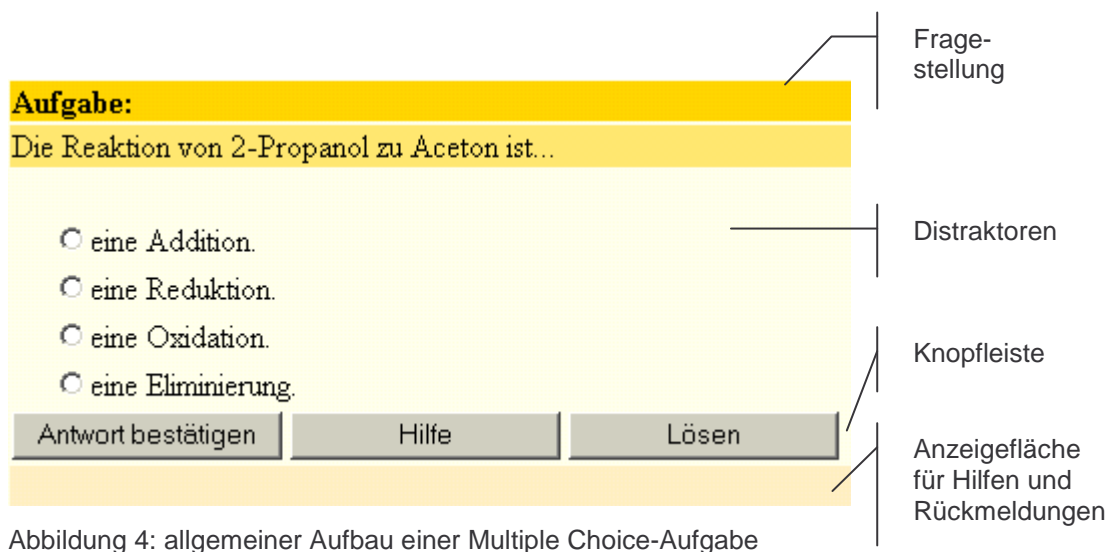 Frage-
stellung
Aufgabe:
Die Reaktion von 2-Propanol zu Aceton ist...
eine Addition.
Distraktoren
eine Reduktion.
eine Oxidation.
Knopfleiste
eine Eliminierung.
Antwort bestätigen Hilfe Lösen
Anzeigefläche
für Hilfen und
Rückmeldungen
Abbildung 4: allgemeiner Aufbau einer Multiple Choice-Aufgabe